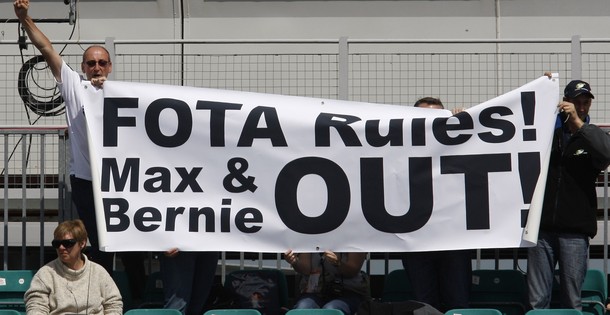 FOTA Rules!
Max &
Bernie OUT!